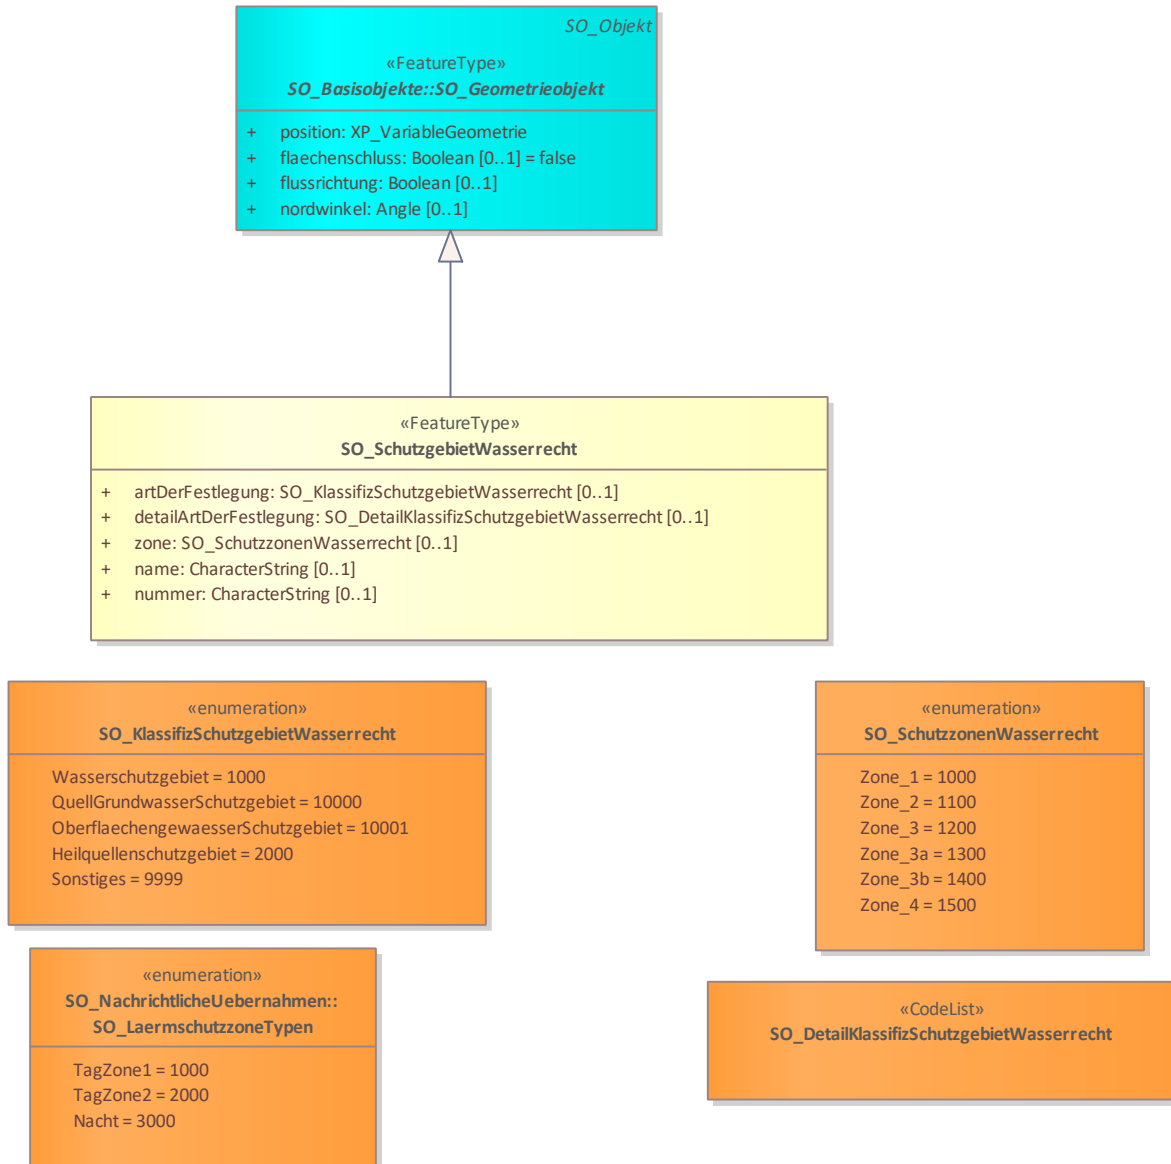 SO_Objekt
«FeatureType»
SO_Basisobjekte::SO_Geometrieobjekt
+ position: XP_VariableGeometrie
+ flaechenschluss: Boolean [0..1] = false
+ flussrichtung: Boolean [0..1]
+ nordwinkel: Angle [0..1]
«FeatureType»
SO_SchutzgebietWasserrecht
+ artDerFestlegung: SO_KlassifizSchutzgebietWasserrecht [0..1]
+ detailArtDerFestlegung: SO_DetailKlassifizSchutzgebietWasserrecht [0..1]
+ zone: SO_SchutzzonenWasserrecht [0..1]
+ name: CharacterString [0..1]
+ nummer: CharacterString [0..1]
«enumeration»
SO_KlassifizSchutzgebietWasserrecht
Wasserschutzgebiet = 1000
QuellGrundwasserSchutzgebiet = 10000
OberflaechengewaesserSchutzgebiet = 10001
Heilquellenschutzgebiet = 2000
Sonstiges = 9999
«enumeration»
SO_SchutzzonenWasserrecht
Zone_1 = 1000
Zone_2 = 1100
Zone_3 = 1200
Zone_3a = 1300
Zone_3b = 1400
Zone_4 = 1500
«enumeration»
SO_NachrichtlicheUebernahmen::
SO_LaermschutzzoneTypen
TagZone1 = 1000
TagZone2 = 2000
Nacht = 3000
«CodeList»
SO_DetailKlassifizSchutzgebietWasserrecht